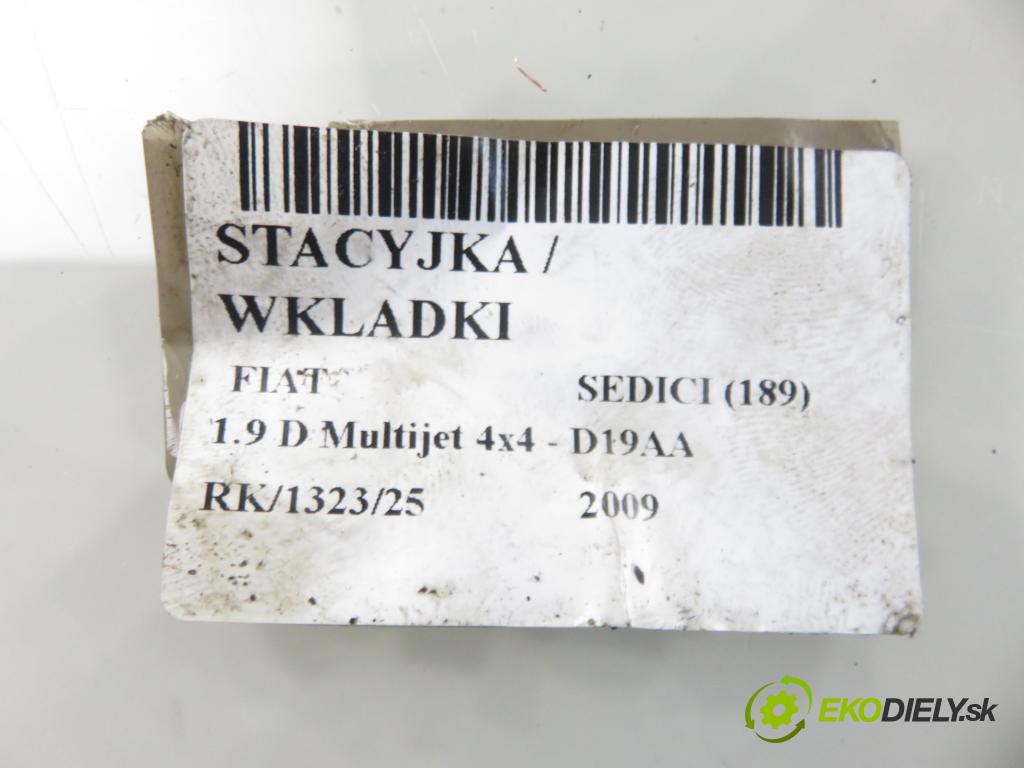 STACYJKA /
WKLADKI
FIAT SEDICI (189)
1.9 D Multijet 4x4 - D19AA
RK/1323/25 2009
EKODIELY.sk